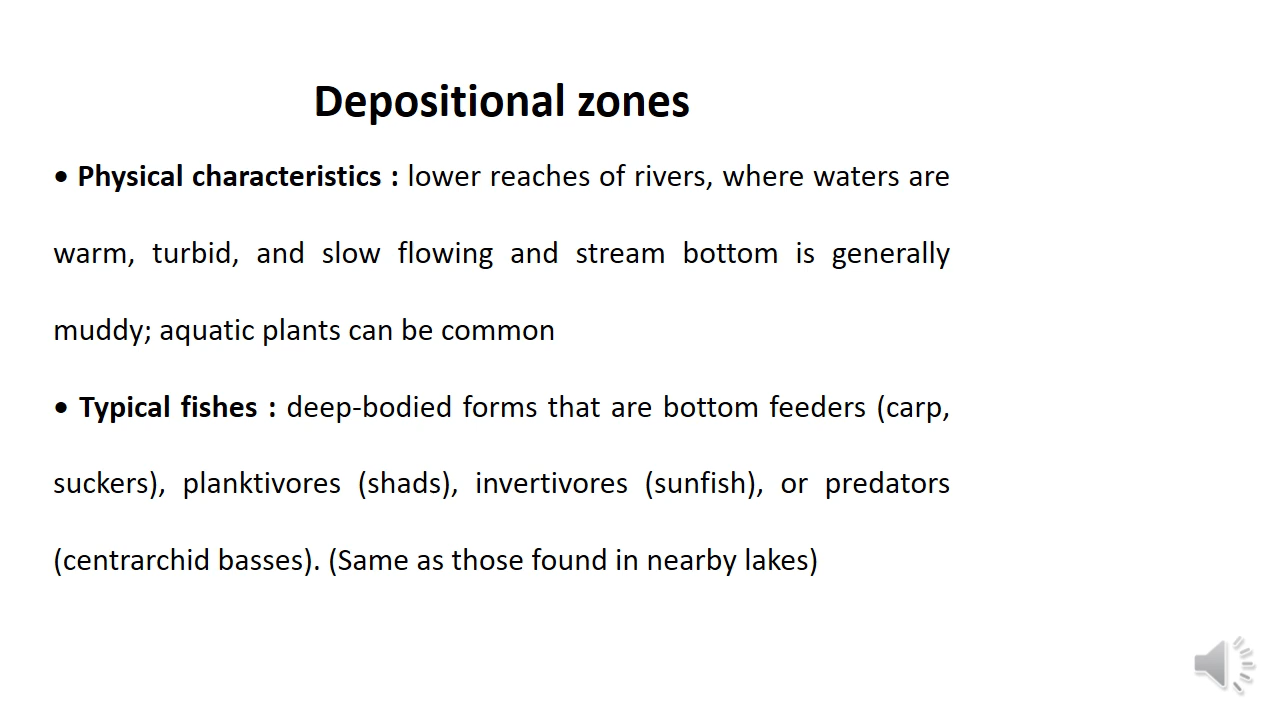 Depositional zones
• Physical characteristics : lower reaches of rivers, where waters are
warm, turbid, and slow flowing and stream bottom is generally
muddy; aquatic plants can be common
• Typical fishes : deep-bodied forms that are bottom feeders (carp,
suckers), planktivores (shads), invertivores (sunfish), or predators
(centrarchid basses). (Same as those found in nearby lakes)